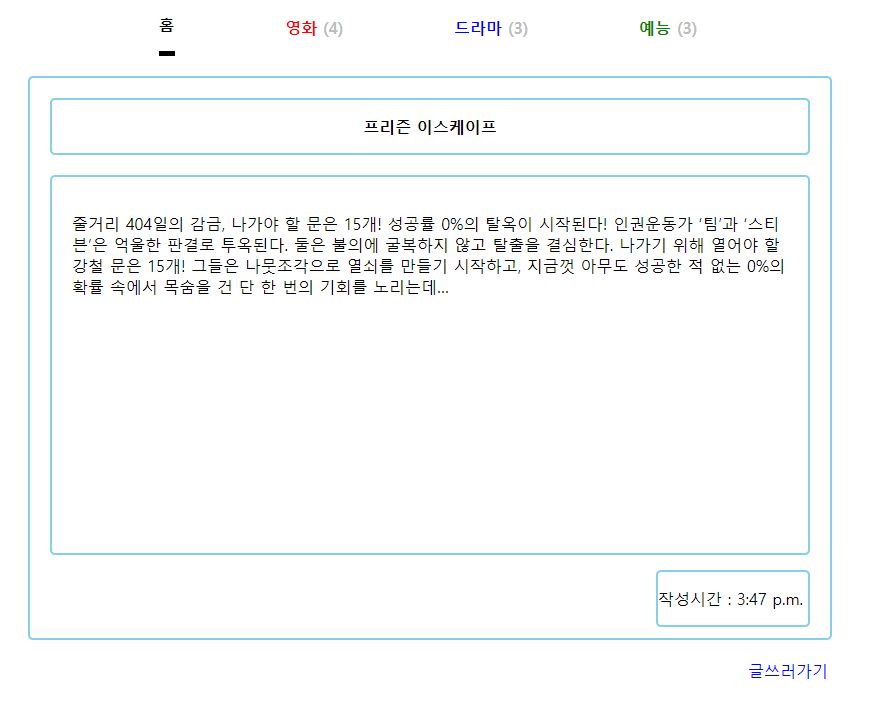 홈 영화 (4) 드라마 (3) 예능 (3)
프리즌 이스케이프
줄거리 404일의 감금, 나가야 할 문은 15개! 성공률 0%의 탈옥이 시작된다! 인권운동가 ‘팀’과 ‘스티
븐’은 억울한 판결로 투옥된다. 둘은 불의에 굴복하지 않고 탈출을 결심한다. 나가기 위해 열어야 할
강철 문은 15개! 그들은 나뭇조각으로 열쇠를 만들기 시작하고, 지금껏 아무도 성공한 적 없는 0%의
확률 속에서 목숨을 건 단 한 번의 기회를 노리는데...
작성시간 : 3:47 p.m.
글쓰러가기